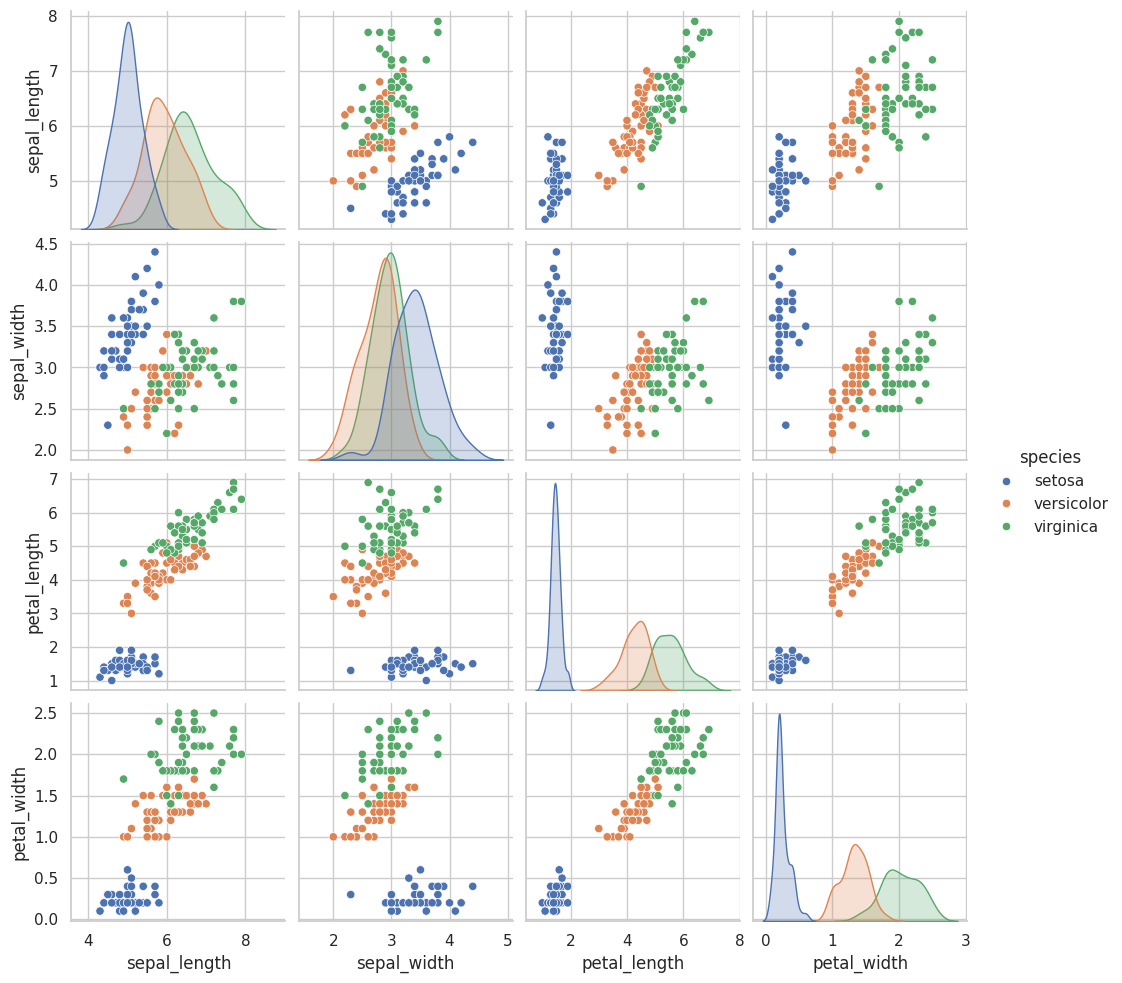 8
7
6
5
sepal_length
4.5
4.0
3.5
3.0
2.5
2.0
sepal_width
species
setosa
versicolor
virginica
7
6
5
4
3
2
1
petal_length
2.5
2.0
1.5
1.0
0.5
0.0
petal_width
4 6 8 2 3 4 5 2 4 6 8 0 1 2 3
sepal_length sepal_width petal_length petal_width